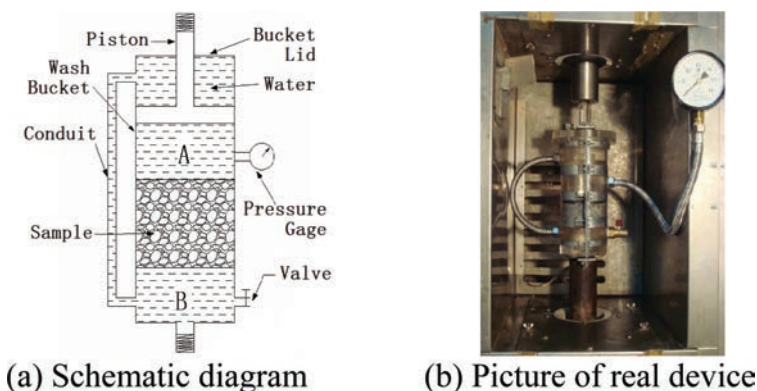 Piston
Bucket
Lid
Wash
Bucket
Water
Conduit
A
Pressure
Gage
Sample
Valve
B
(a) Schematic diagram
(b) Picture of real device